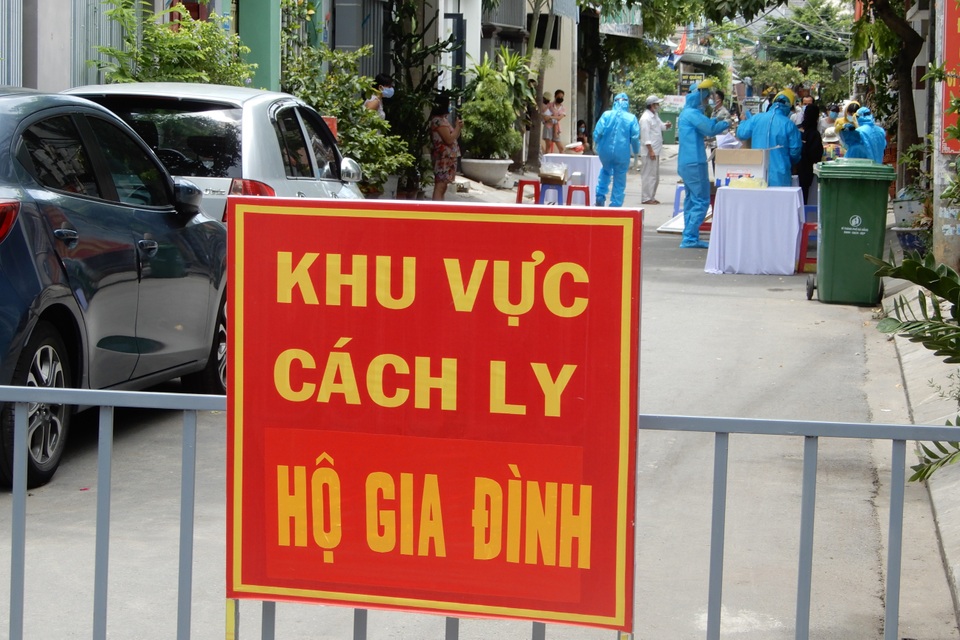 KHU VỰC
CÁCH LY
HỘ GIA ĐÌNH